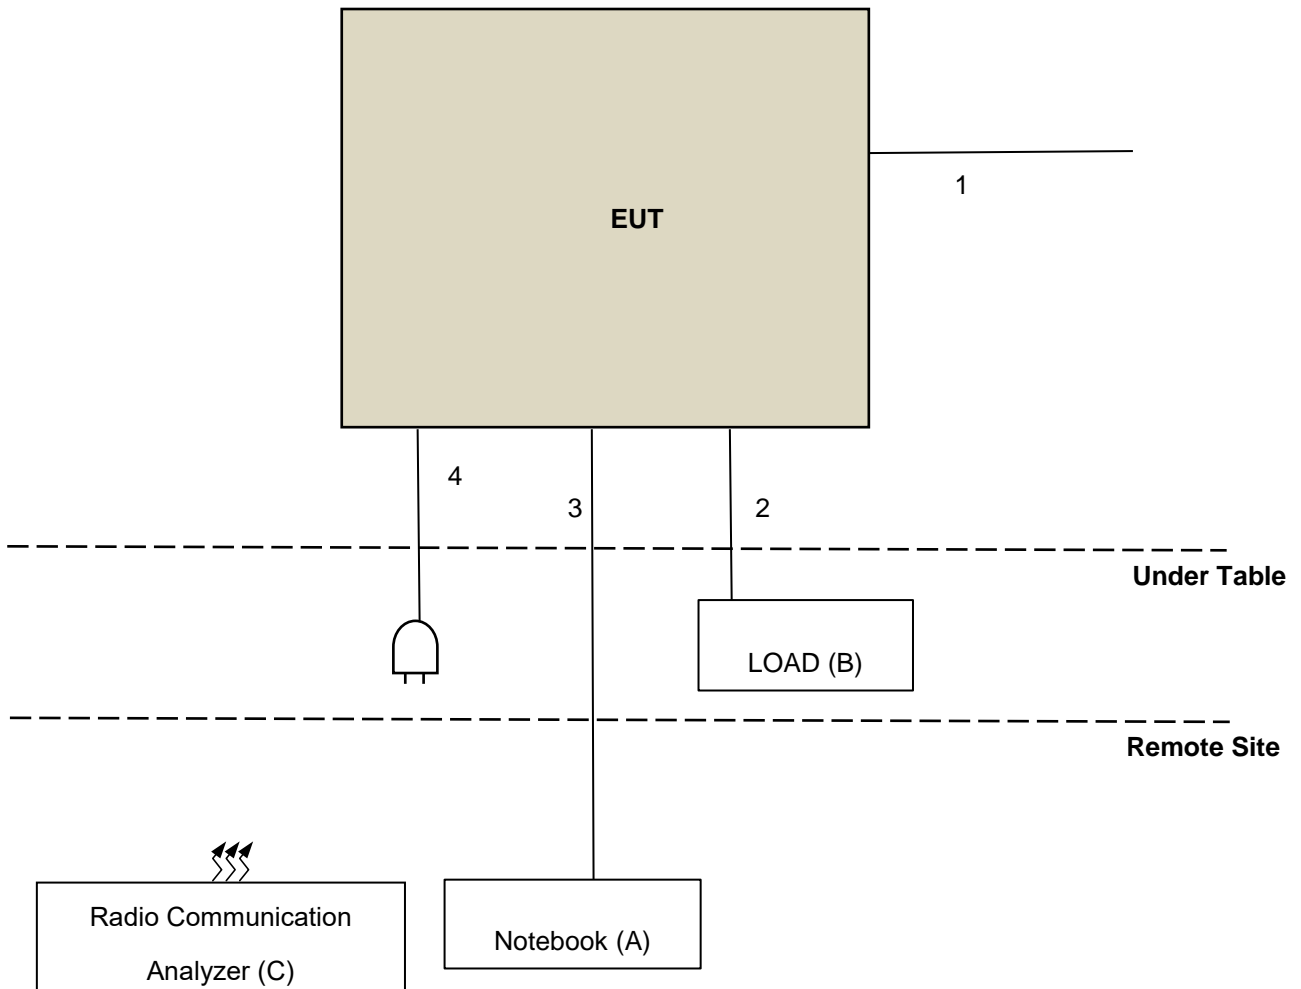 EUT
1
4
3
2
Under Table
LOAD (B)
Remote Site
Radio Communication
Analyzer (C)
Notebook (A)